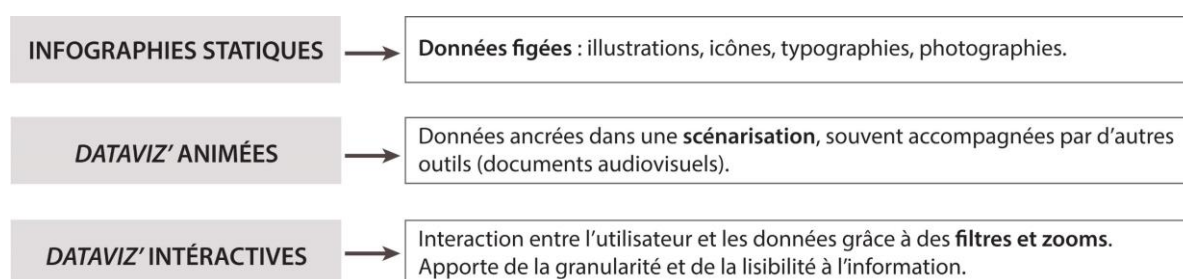 INFOGRAPHIES STATIQUES
Données figées : illustrations, icônes, typographies, photographies.
DATAVIZ’ ANIMÉES
Données ancrées dans une scénarisation, souvent accompagnées par d’autres
outils (documents audiovisuels).
DATAVIZ’ INTÉRACTIVES
Interaction entre l’utilisateur et les données grâce à des filtres et zooms.
Apporte de la granularité et de la lisibilité à l’information.